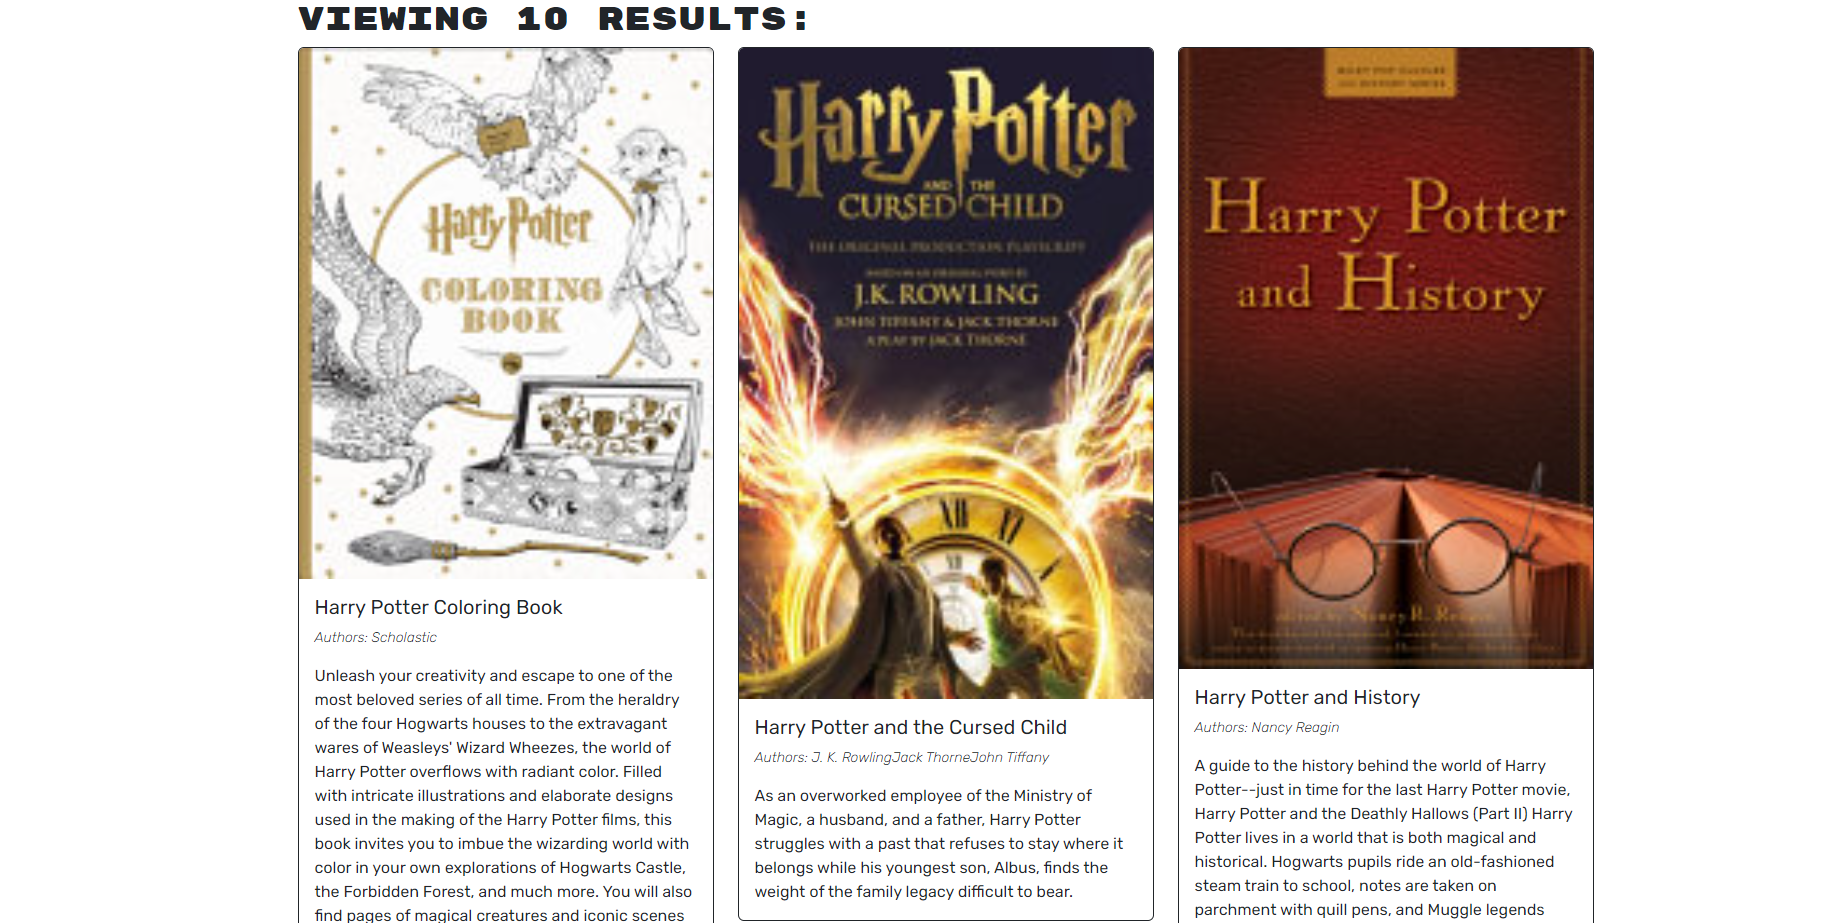 VIEWING 10 RESULTS:
Harry Potter
COLORING
BOOK
Harry Potter Coloring Book
Authors: Scholastic
Unleash your creativity and escape to one of the
most beloved series of all time. From the heraldry
of the four Hogwarts houses to the extravagant
wares of Weasleys' Wizard Wheezes, the world of
Harry Potter overflows with radiant color. Filled
with intricate illustrations and elaborate designs
used in the making of the Harry Potter films, this
book invites you to imbue the wizarding world with
color in your own explorations of Hogwarts Castle,
the Forbidden Forest, and much more. You will also
find pages of magical creatures and iconic scenes
Harry Potter
AND THE
CURSED CHILD
THE ORIGINAL PRODUCTION PLAYSCRIPT
BASED ON AN ORIGINAL STORY BY
J.K. ROWLING
JOHN TIFFANY & JACK THORNE
A PLAY BY JACK THORNE
XII XI
XII
Harry Potter and the Cursed Child
Authors: J. K. RowlingJack ThorneJohn Tiffany
As an overworked employee of the Ministry of
Magic, a husband, and a father, Harry Potter
struggles with a past that refuses to stay where it
belongs while his youngest son, Albus, finds the
weight of the family legacy difficult to bear.
Harry Potter
and History
edited by Nancy R. Reagin
Harry Potter and History
Authors: Nancy Reagin
A guide to the history behind the world of Harry
Potter--just in time for the last Harry Potter movie,
Harry Potter and the Deathly Hallows (Part II) Harry
Potter lives in a world that is both magical and
historical. Hogwarts pupils ride an old-fashioned
steam train to school, notes are taken on
parchment with quill pens, and Muggle legends